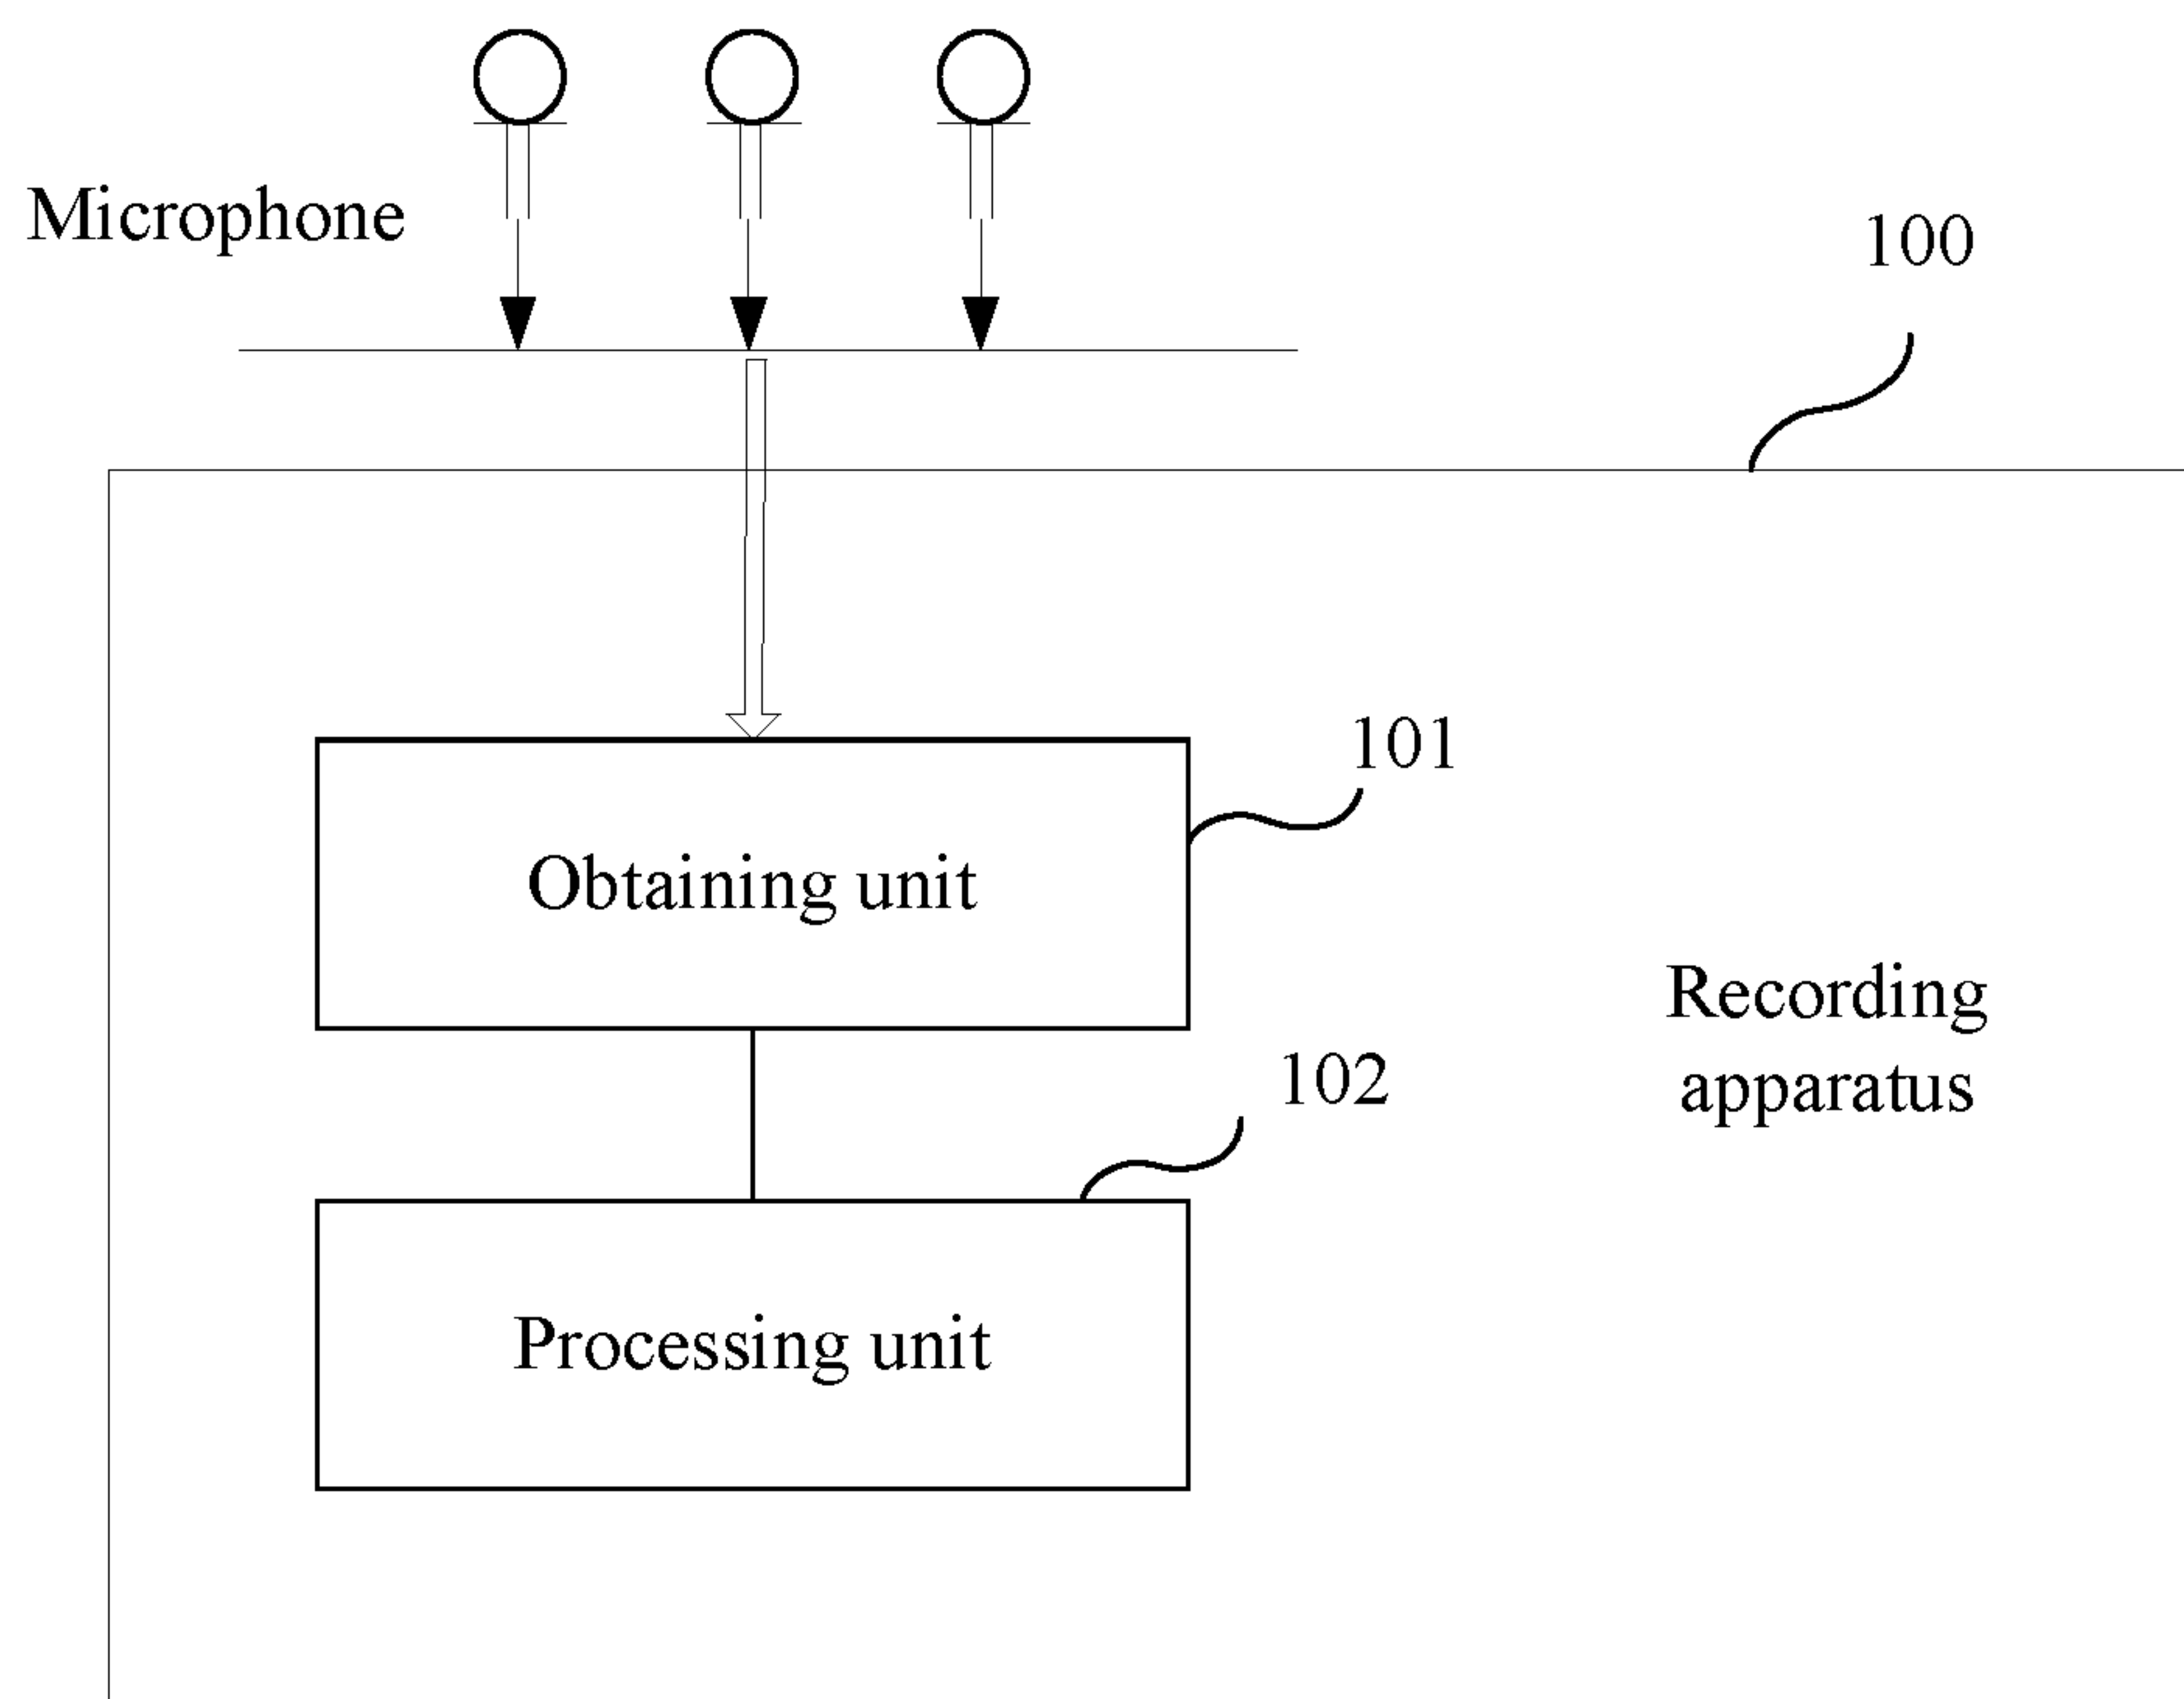 Microphone
100
101
Obtaining unit
Recording
apparatus
102
Processing unit